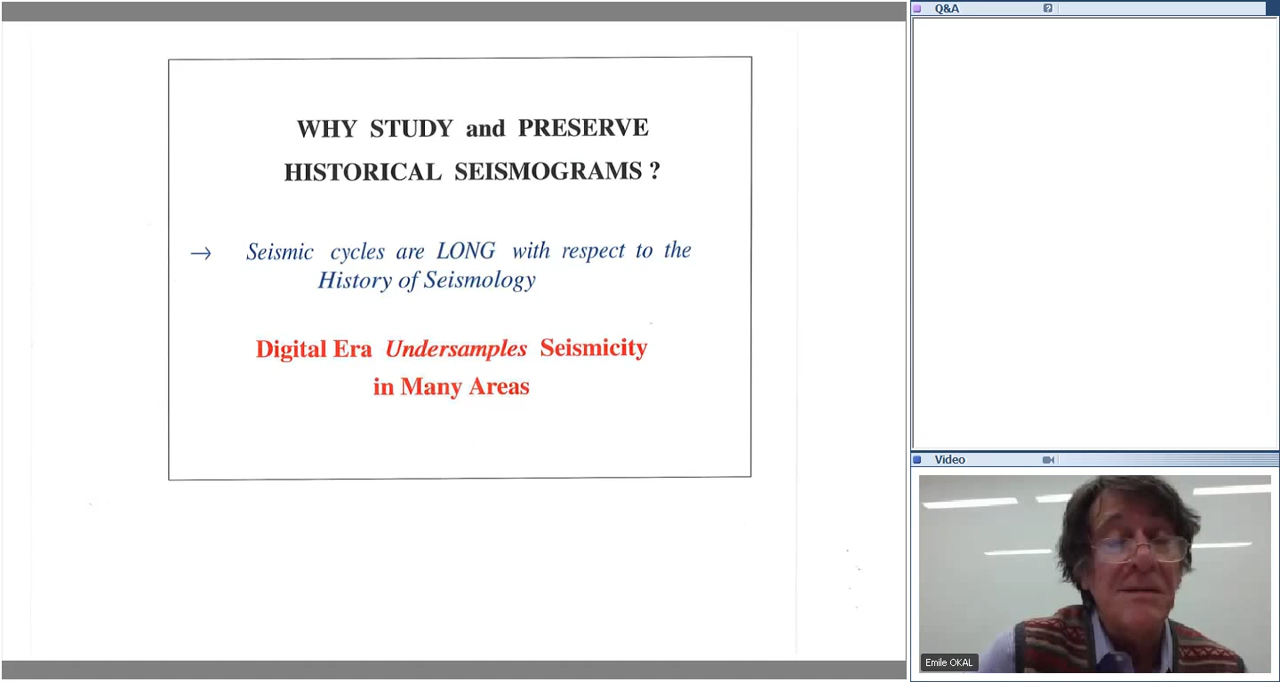 WHY STUDY and PRESERVE
HISTORICAL SEISMOGRAMS ?
→ Seismic cycles are LONG with respect to the
History of Seismology
Digital Era Undersamples Seismicity
in Many Areas
Q&A
?
Video
Emile OKAL